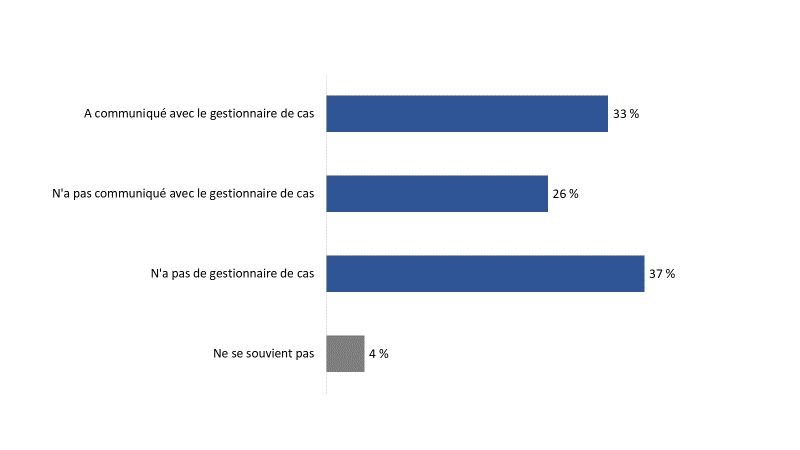 A communiqué avec le gestionnaire de cas 33 %
N'a pas communiqué avec le gestionnaire de cas 26 %
N'a pas de gestionnaire de cas 37 %
Ne se souvient pas 4 %